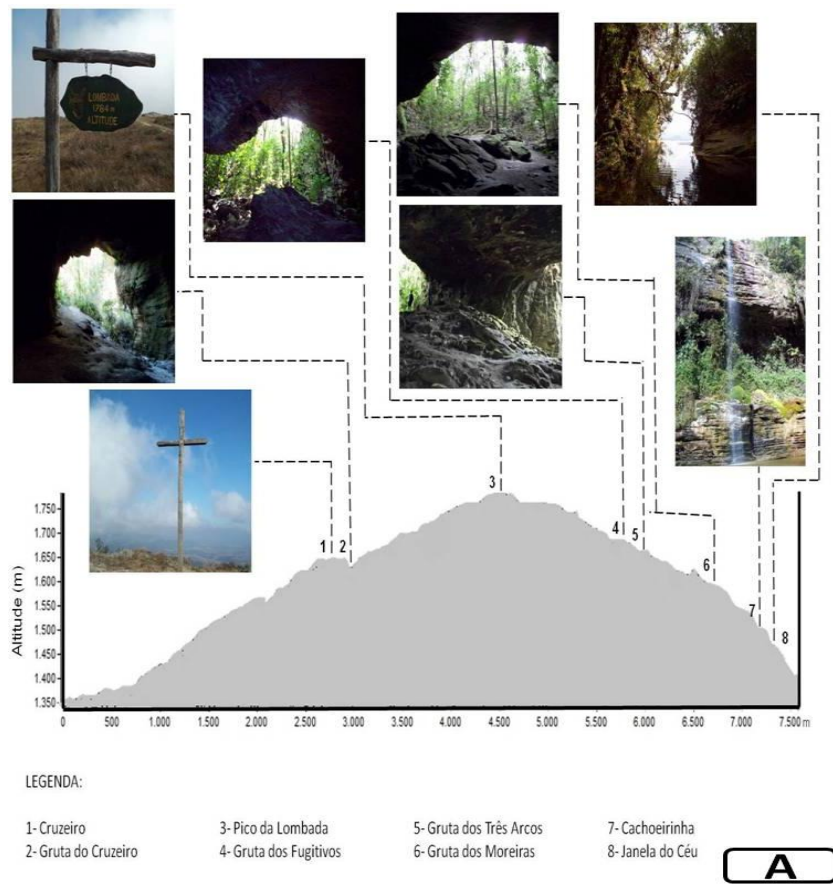 LOMBADA
1784 m
ALTITUDE
Altitude (m)
1.750
1.700
1.650
1.600
1.550
1.500
1.450
1.400
1.350
1
2
3
4
5
6
7
8
0 500 1.000 1.500 2.000 2.500 3.000 3.500 4.000 4.500 5.000 5.500 6.000 6.500 7.000 7.500 m
LEGENDA:
1- Cruzeiro
2- Gruta do Cruzeiro
3- Pico da Lombada
4- Gruta dos Fugitivos
5- Gruta dos Três Arcos
6- Gruta dos Moreiras
7- Cachoeirinha
8- Janela do Céu
A